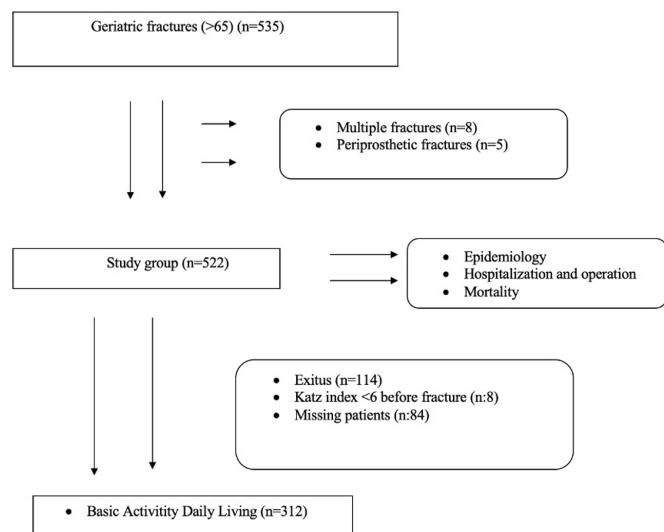 Geriatric fractures (>65) (n=535)
• Multiple fractures (n=8)
• Periprosthetic fractures (n=5)
Study group (n=522)
• Epidemiology
• Hospitalization and operation
• Mortality
• Exitus (n=114)
• Katz index <6 before fracture (n:8)
• Missing patients (n:84)
• Basic Activitity Daily Living (n=312)